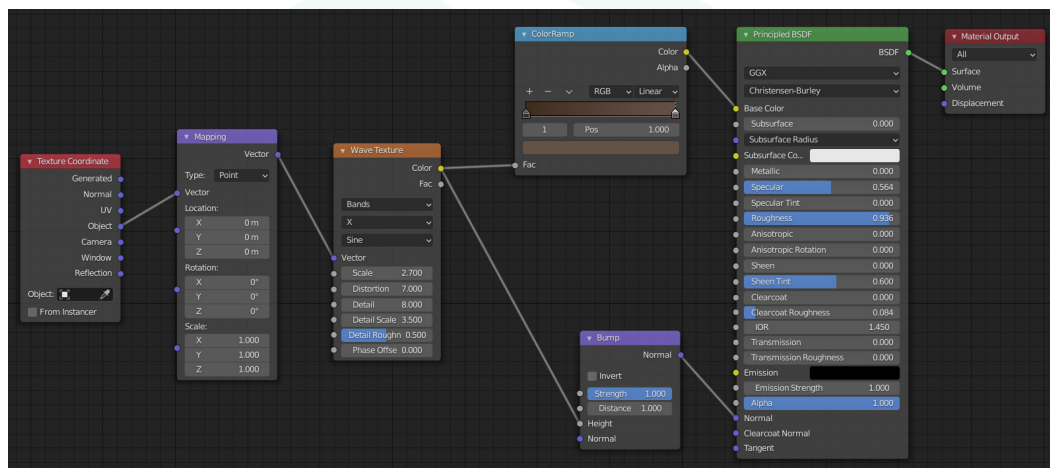 Texture Coordinate
Generated
Normal
UV
Object
Camera
Window
Reflection
Object:
From Instancer
Mapping
Vector
Type: Point
Vector
Location:
X 0 m
Y 0 m
Z 0 m
Rotation:
X 0°
Y 0°
Z 0°
Scale:
X 1.000
Y 1.000
Z 1.000
Wave Texture
Color
Fac
Bands
X
Sine
Vector
Scale 2.700
Distortion 7.000
Detail 8.000
Detail Scale 3.500
Detail Roughn 0.500
Phase Offse 0.000
ColorRamp
Color
Alpha
+ − RGB Linear
1 Pos 1.000
Fac
Bump
Normal
Invert
Strength 1.000
Distance 1.000
Height
Normal
Principled BSDF
BSDF
GGX
Christensen-Burley
Base Color
Subsurface 0.000
Subsurface Radius
Subsurface Co...
Metallic 0.000
Specular 0.564
Specular Tint 0.000
Roughness 0.936
Anisotropic 0.000
Anisotropic Rotation 0.000
Sheen 0.000
Sheen Tint 0.600
Clearcoat 0.000
Clearcoat Roughness 0.084
IOR 1.450
Transmission 0.000
Transmission Roughness 0.000
Emission
Emission Strength 1.000
Alpha 1.000
Normal
Clearcoat Normal
Tangent
Material Output
All
Surface
Volume
Displacement